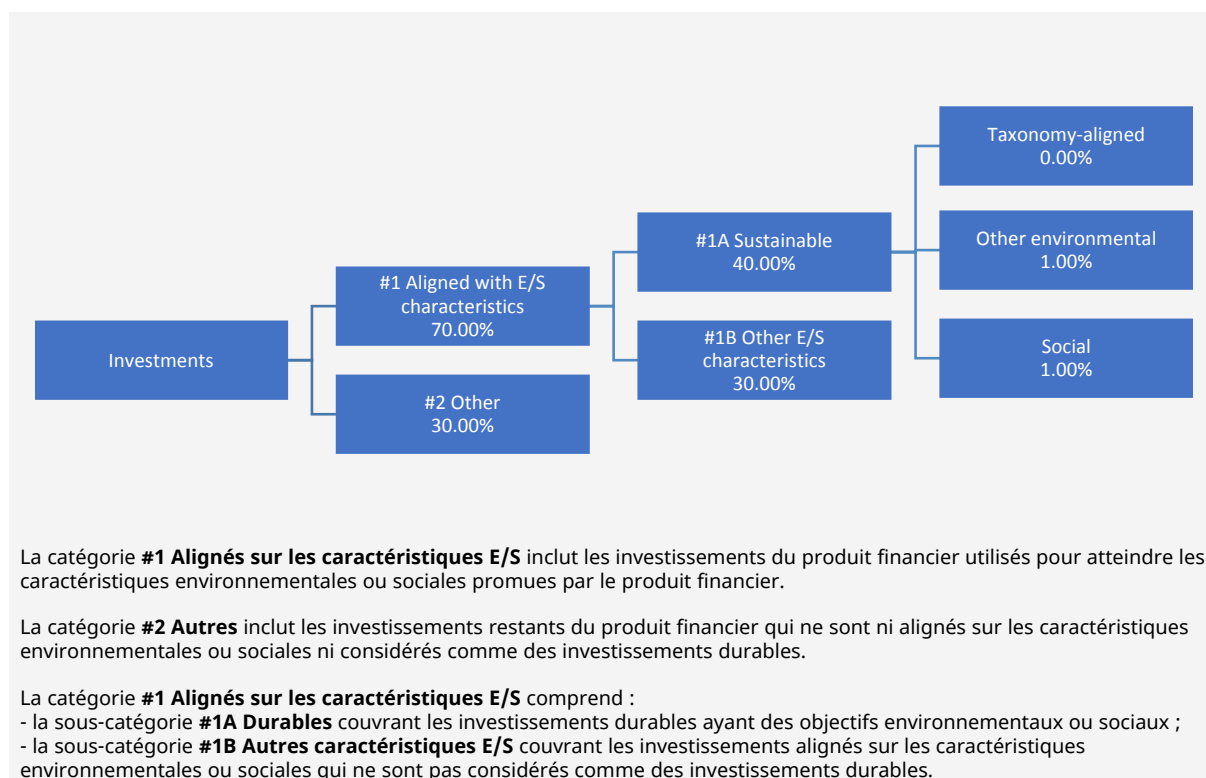 Investments
#1 Aligned with E/S
characteristics
70.00%
#2 Other
30.00%
#1A Sustainable
40.00%
#1B Other E/S
characteristics
30.00%
Taxonomy-aligned
0.00%
Other environmental
1.00%
Social
1.00%
La catégorie #1 Alignés sur les caractéristiques E/S inclut les investissements du produit financier utilisés pour atteindre les
caractéristiques environnementales ou sociales promues par le produit financier.
La catégorie #2 Autres inclut les investissements restants du produit financier qui ne sont ni alignés sur les caractéristiques
environnementales ou sociales ni considérés comme des investissements durables.
La catégorie #1 Alignés sur les caractéristiques E/S comprend :
- la sous-catégorie #1A Durables couvrant les investissements durables ayant des objectifs environnementaux ou sociaux ;
- la sous-catégorie #1B Autres caractéristiques E/S couvrant les investissements alignés sur les caractéristiques
environnementales ou sociales qui ne sont pas considérés comme des investissements durables.